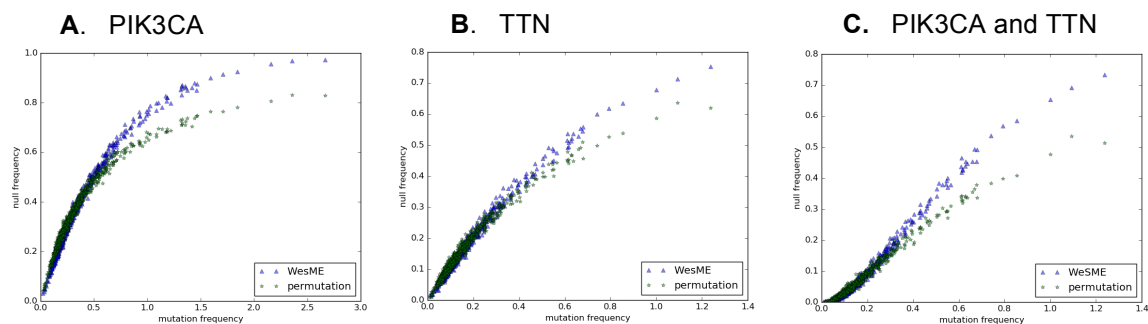 A. PIK3CA
1.0
0.8
0.6
0.4
0.2
0.0
null frequency
0.0 0.5 1.0 1.5 2.0 2.5 3.0
mutation frequency
WesME
permutation
B. TTN
0.8
0.7
0.6
0.5
0.4
0.3
0.2
0.1
0.0
null frequency
0.0 0.2 0.4 0.6 0.8 1.0 1.2 1.4
mutation frequency
WesME
permutation
C. PIK3CA and TTN
0.8
0.7
0.6
0.5
0.4
0.3
0.2
0.1
0.0
null frequency
0.0 0.2 0.4 0.6 0.8 1.0 1.2 1.4
mutation frequency
WeSME
permutation